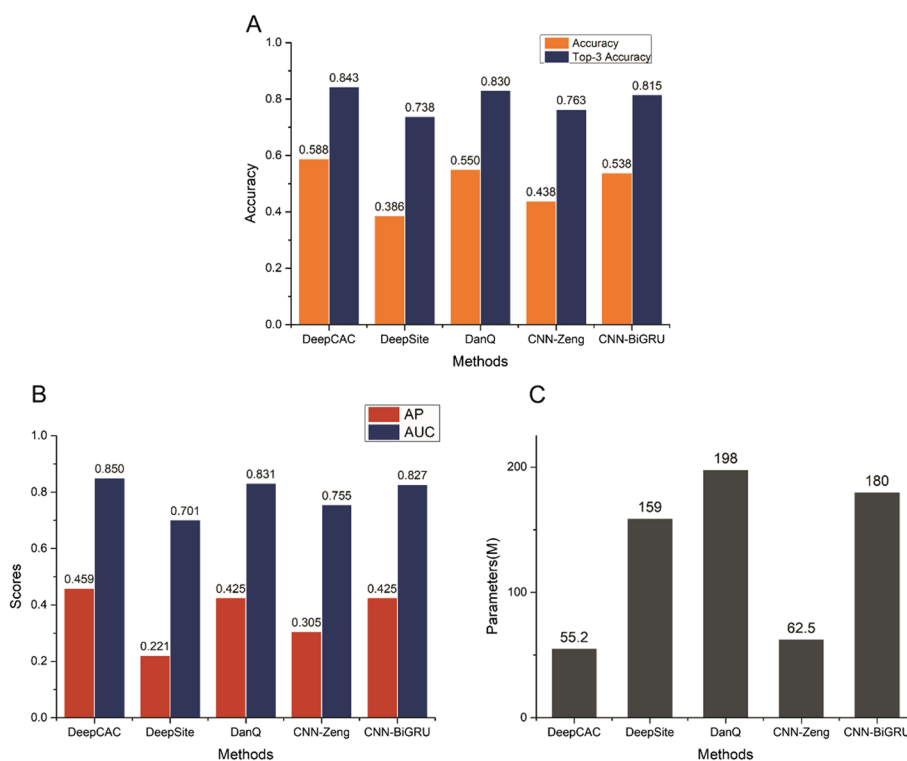 A
Accuracy
Top-3 Accuracy
1.0
0.8
0.6
0.4
0.2
0.0
Accuracy
0.588
0.843
0.386
0.738
0.550
0.830
0.438
0.763
0.538
0.815
DeepCAC
DeepSite
DanQ
CNN-Zeng
CNN-BiGRU
Methods
B
AP
AUC
1.0
0.8
0.6
0.4
0.2
0.0
Scores
0.459
0.850
0.221
0.701
0.425
0.831
0.305
0.755
0.425
0.827
DeepCAC
DeepSite
DanQ
CNN-Zeng
CNN-BiGRU
Methods
C
200
100
0
Parameters(M)
55.2
159
198
62.5
180
DeepCAC
DeepSite
DanQ
CNN-Zeng
CNN-BiGRU
Methods